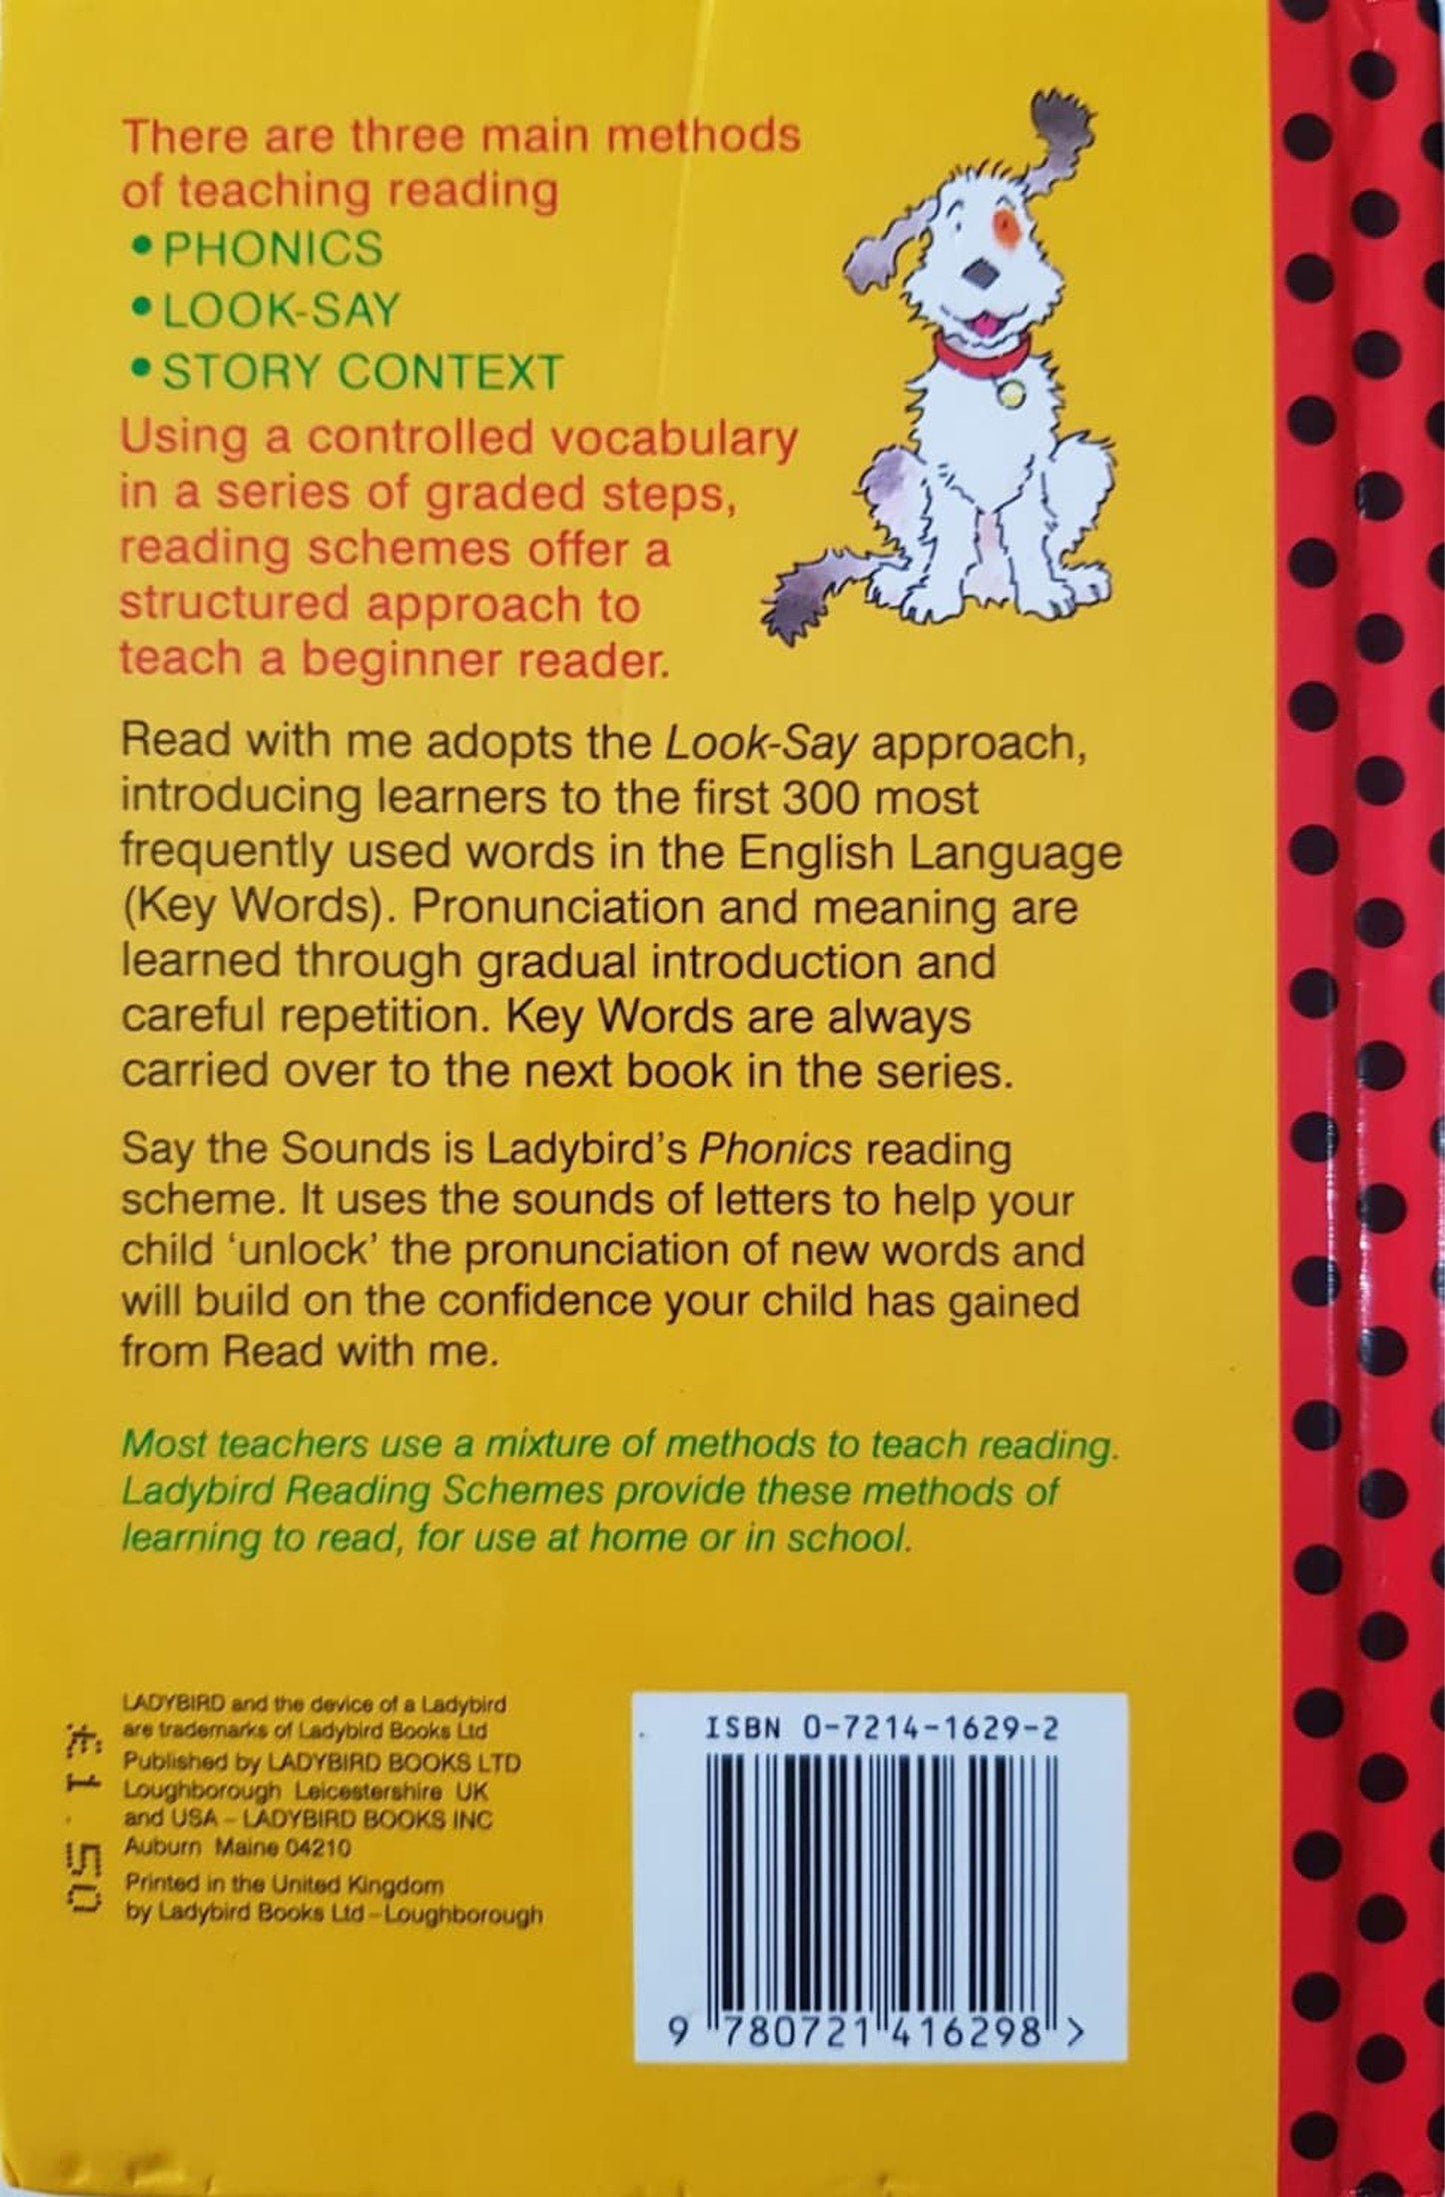 There are three main methods
of teaching reading
• PHONICS
• LOOK-SAY
• STORY CONTEXT
Using a controlled vocabulary
in a series of graded steps,
reading schemes offer a
structured approach to
teach a beginner reader.
Read with me adopts the Look-Say approach,
introducing learners to the first 300 most
frequently used words in the English Language
(Key Words). Pronunciation and meaning are
learned through gradual introduction and
careful repetition. Key Words are always
carried over to the next book in the series.
Say the Sounds is Ladybird's Phonics reading
scheme. It uses the sounds of letters to help your
child 'unlock' the pronunciation of new words and
will build on the confidence your child has gained
from Read with me.
Most teachers use a mixture of methods to teach reading.
Ladybird Reading Schemes provide these methods of
learning to read, for use at home or in school.
LADYBIRD and the device of a Ladybird
are trademarks of Ladybird Books Ltd
Published by LADYBIRD BOOKS LTD
Loughborough Leicestershire UK
and USA – LADYBIRD BOOKS INC
Auburn Maine 04210
Printed in the United Kingdom
by Ladybird Books Ltd – Loughborough
£1.50
ISBN 0-7214-1629-2
9 780721 416298 >